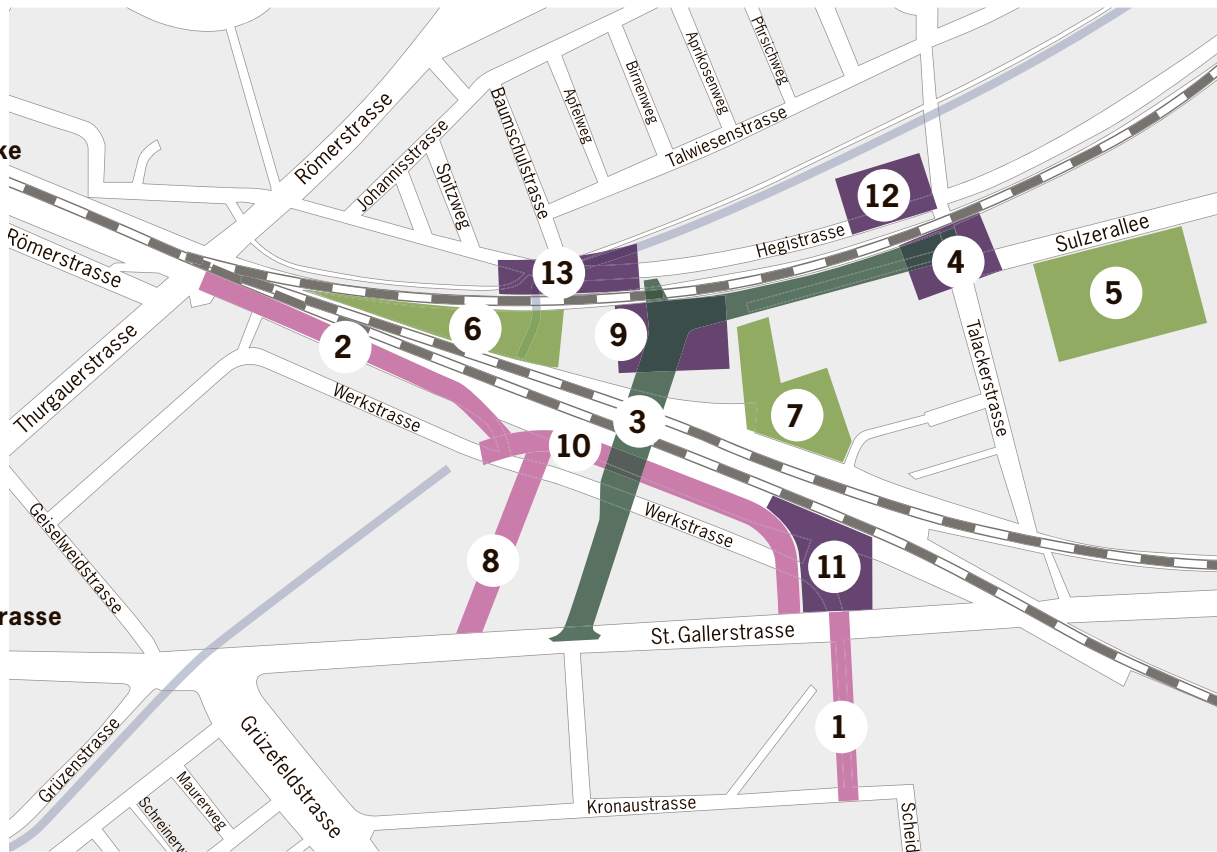 Pfirsichweg
Aprikosenweg
Birnenweg
Apfelweg
Baumschulstrasse
Talwiesenstrasse
Römerstrasse
Johannisstrasse
Spitzweg
ke
12
Hegistrasse
Sulzerallee
Römerstrasse
13
4
5
6
9
2
Thurgauerstrasse
Talackerstrasse
Werkstrasse
3
7
10
Werkstrasse
Geiselweidstrasse
8
11
rasse
St. Gallerstrasse
1
Grüzenstrasse
Grüzefeldstrasse
Maurerweg
Schreinerw
Kronaustrasse
Scheid